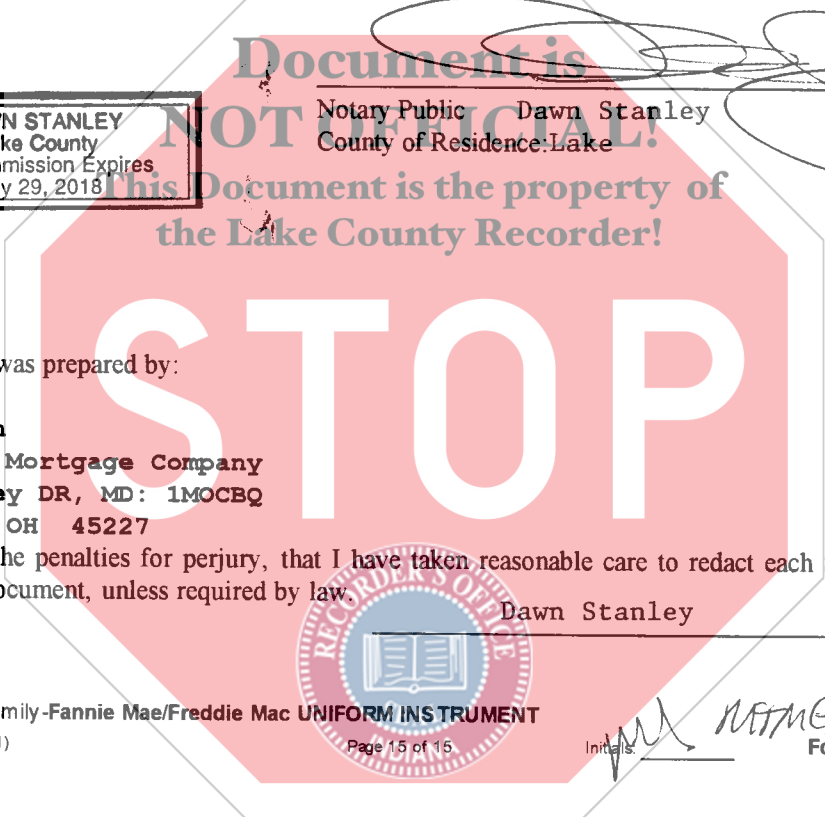 Document is
NOT OFFICIAL!
This Document is the property of
the Lake County Recorder!
N STANLEY
ke County
mission Expires
y 29, 2018
Notary Public Dawn Stanley
County of Residence:Lake
STOP
was prepared by:
Mortgage Company
y DR, MD: 1MOCBQ
OH 45227
he penalties for perjury, that I have taken reasonable care to redact each
ocument, unless required by law.
Dawn Stanley
RECORDER'S OFFICE
INDIANA
mily-Fannie Mae/Freddie Mac UNIFORM INSTRUMENT
Page 15 of 15
Initials:
Fo